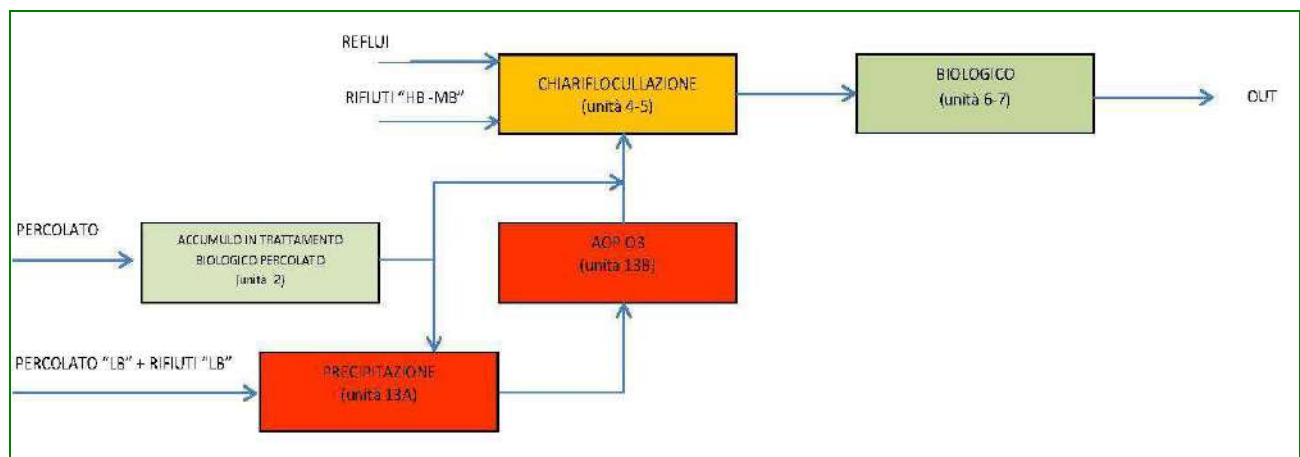 REFLUI
RIFIUTI "HB -MB"
CHIARIFLOCULLAZIONE
(unità 4-5)
BIOLOGICO
(unità 6-7)
OUT
PERCOLATO
ACCUMULO IN TRATTAMENTO
BIOLOGICO PERCOLATO
(unità 2)
AOP O3
(unità 13B)
PERCOLATO "LB" + RIFIUTI "LB"
PRECIPITAZIONE
(unità 13A)